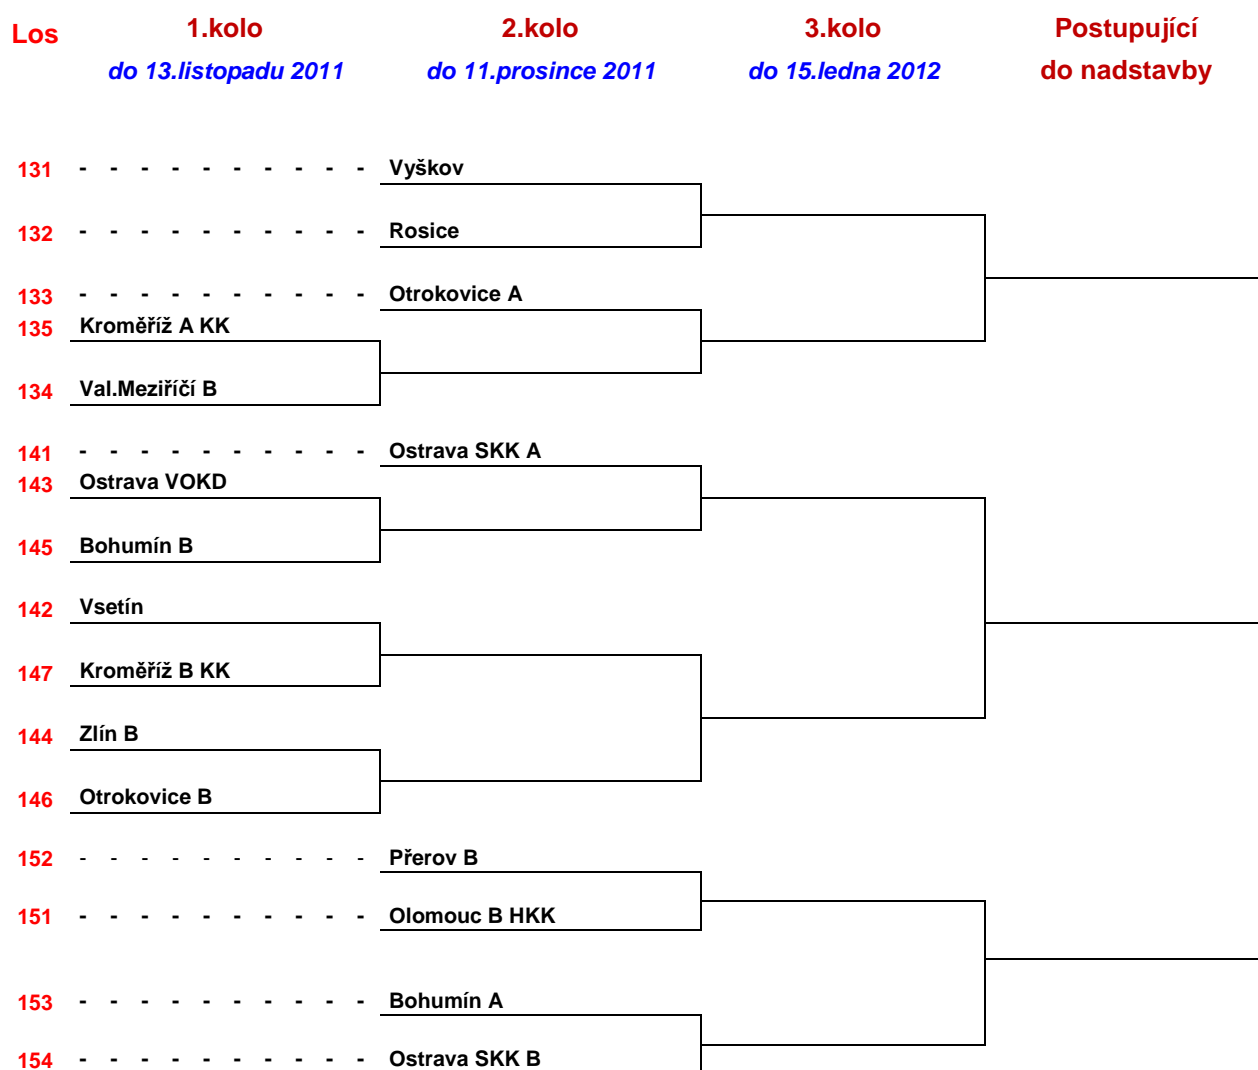 Los 1.kolo 2.kolo 3.kolo Postupující
do 13.listopadu 2011 do 11.prosince 2011 do 15.ledna 2012 do nadstavby
131 - - - - - - - - - - Vyškov
132 - - - - - - - - - - Rosice
133 - - - - - - - - - - Otrokovice A
135 Kroměříž A KK
134 Val.Meziříčí B
141 - - - - - - - - - - Ostrava SKK A
143 Ostrava VOKD
145 Bohumín B
142 Vsetín
147 Kroměříž B KK
144 Zlín B
146 Otrokovice B
152 - - - - - - - - - - Přerov B
151 - - - - - - - - - - Olomouc B HKK
153 - - - - - - - - - - Bohumín A
154 - - - - - - - - - - Ostrava SKK B